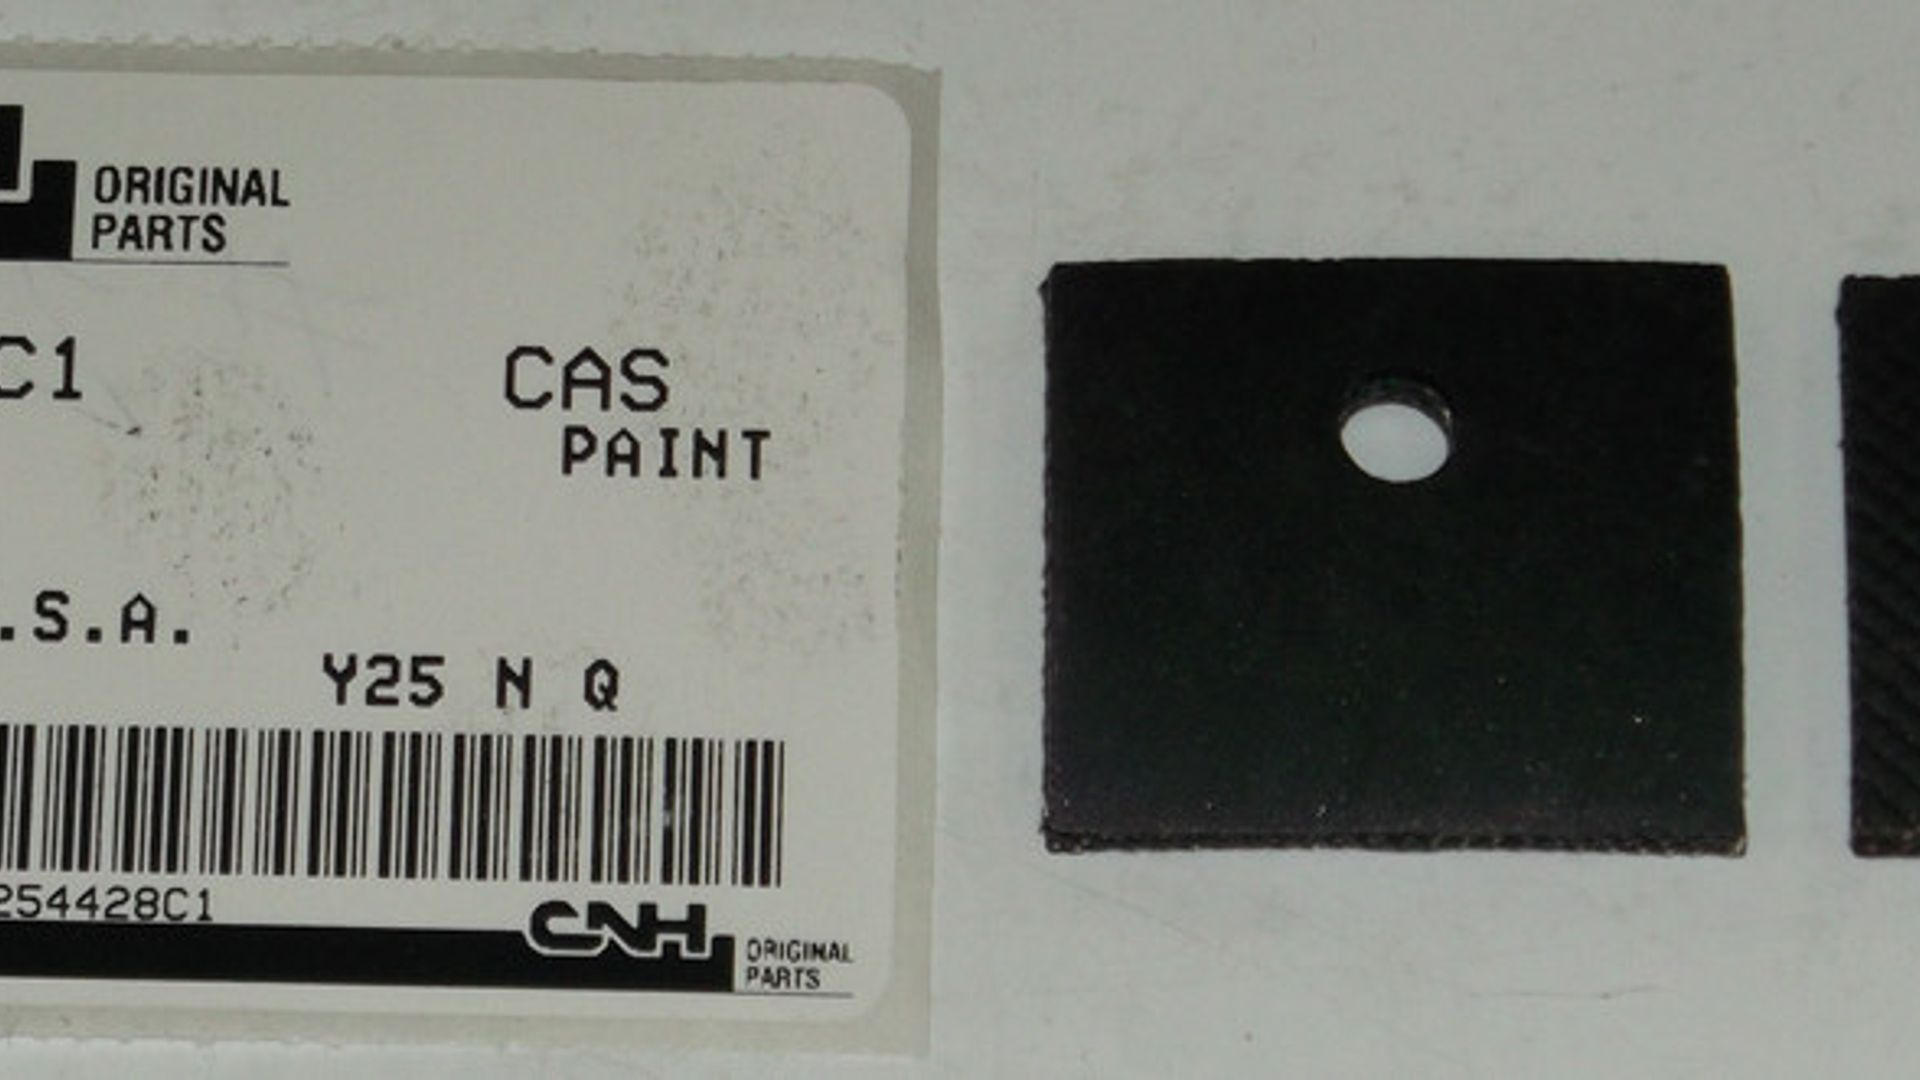 ORIGINAL
PARTS
C1
CAS
PAINT
.S.A.
Y25 N Q
254428C1
CNH
ORIGINAL
PARTS